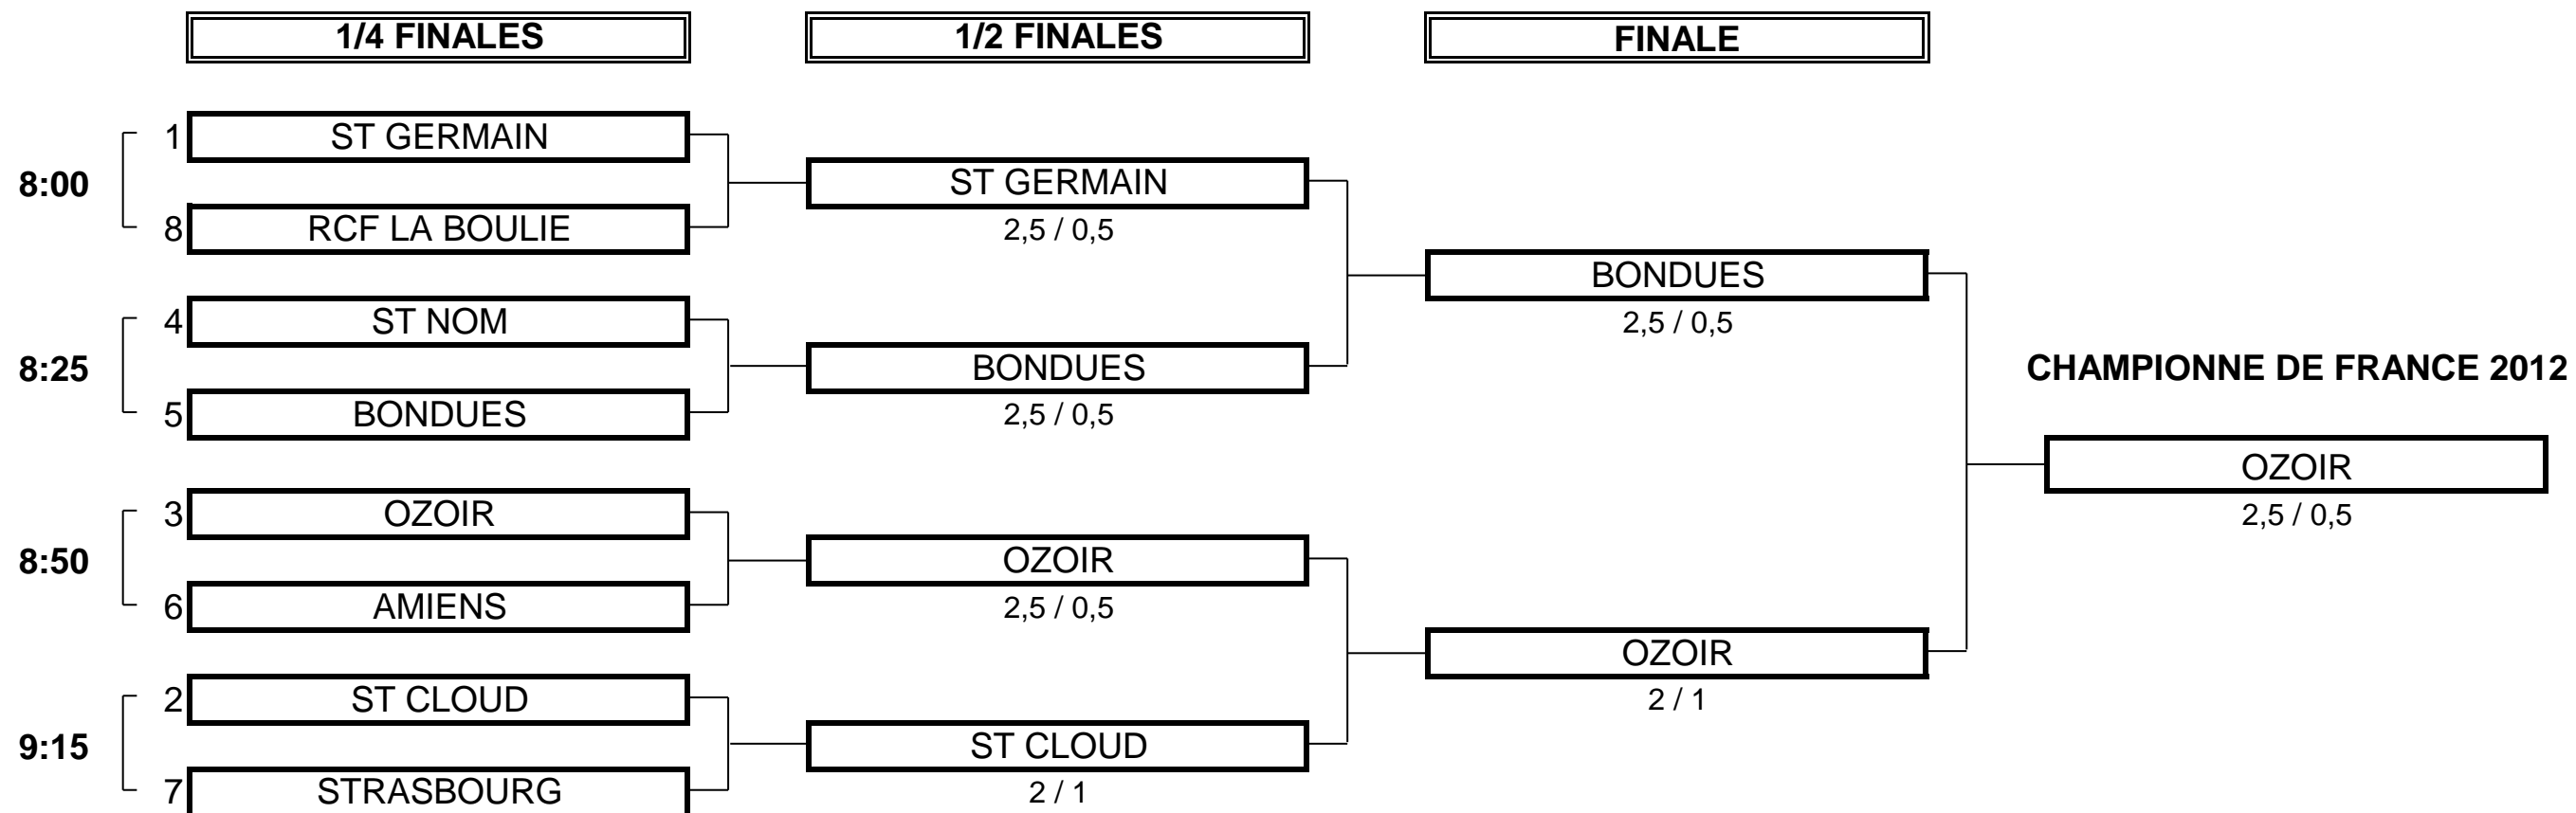 1/4 FINALES
1/2 FINALES
FINALE
8:00
1 ST GERMAIN
8 RCF LA BOULIE
8:25
4 ST NOM
5 BONDUES
8:50
3 OZOIR
6 AMIENS
9:15
2 ST CLOUD
7 STRASBOURG
ST GERMAIN
2,5 / 0,5
BONDUES
2,5 / 0,5
OZOIR
2,5 / 0,5
ST CLOUD
2 / 1
BONDUES
2,5 / 0,5
OZOIR
2 / 1
CHAMPIONNE DE FRANCE 2012
OZOIR
2,5 / 0,5